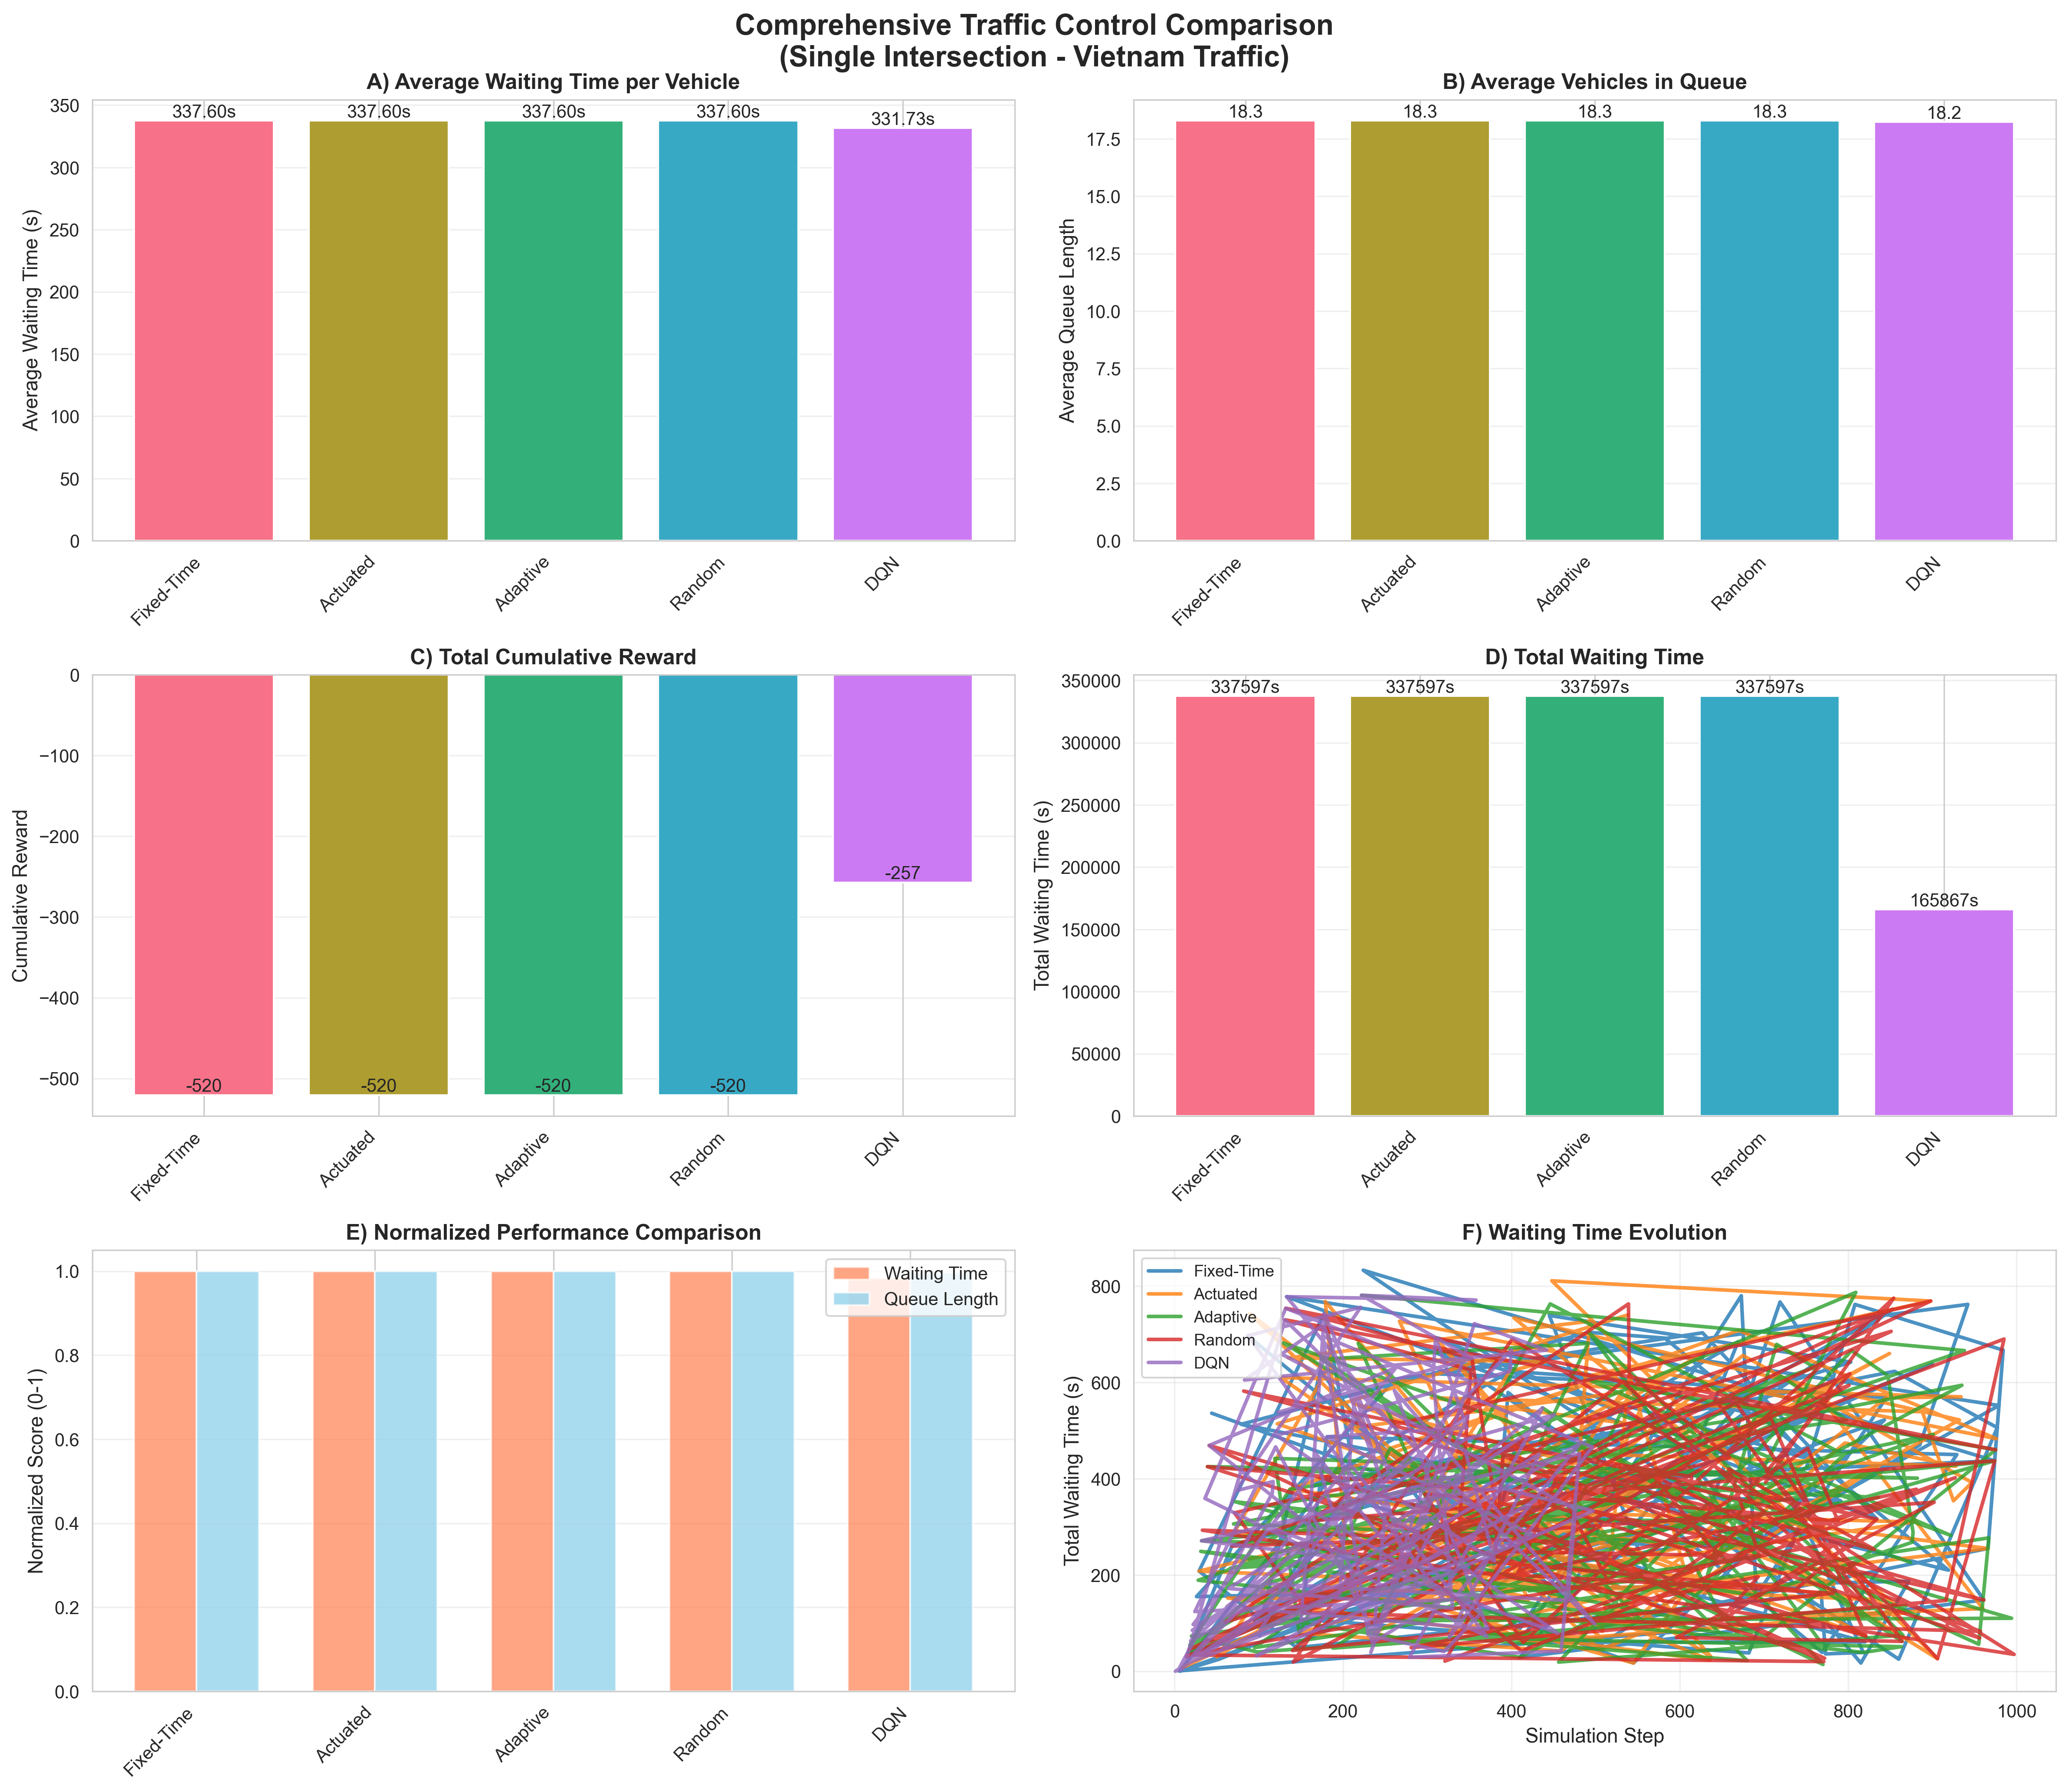 Comprehensive Traffic Control Comparison
(Single Intersection - Vietnam Traffic)
A) Average Waiting Time per Vehicle
350
300
250
200
150
100
50
0
Average Waiting Time (s)
337.60s
337.60s
337.60s
337.60s
331.73s
Fixed-Time
Actuated
Adaptive
Random
DQN
B) Average Vehicles in Queue
17.5
15.0
12.5
10.0
7.5
5.0
2.5
0.0
Average Queue Length
18.3
18.3
18.3
18.3
18.2
Fixed-Time
Actuated
Adaptive
Random
DQN
C) Total Cumulative Reward
0
−100
−200
−300
−400
−500
Cumulative Reward
-520
-520
-520
-520
-257
Fixed-Time
Actuated
Adaptive
Random
DQN
D) Total Waiting Time
350000
300000
250000
200000
150000
100000
50000
0
Total Waiting Time (s)
337597s
337597s
337597s
337597s
165867s
Fixed-Time
Actuated
Adaptive
Random
DQN
E) Normalized Performance Comparison
1.0
0.8
0.6
0.4
0.2
0.0
Normalized Score (0-1)
Waiting Time
Queue Length
Fixed-Time
Actuated
Adaptive
Random
DQN
F) Waiting Time Evolution
800
600
400
200
0
Total Waiting Time (s)
Fixed-Time
Actuated
Adaptive
Random
DQN
0
200
400
600
800
1000
Simulation Step